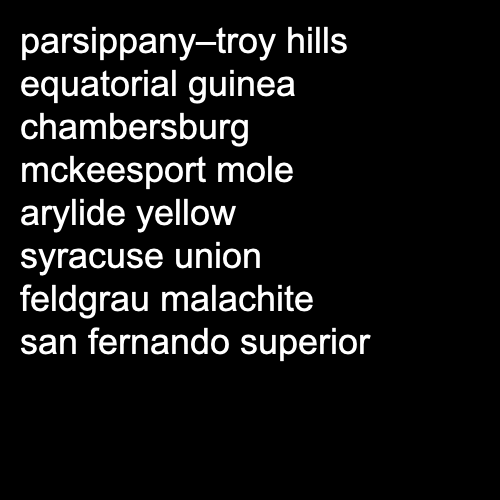 parsippany–troy hills
equatorial guinea
chambersburg
mckeesport mole
arylide yellow
syracuse union
feldgrau malachite
san fernando superior